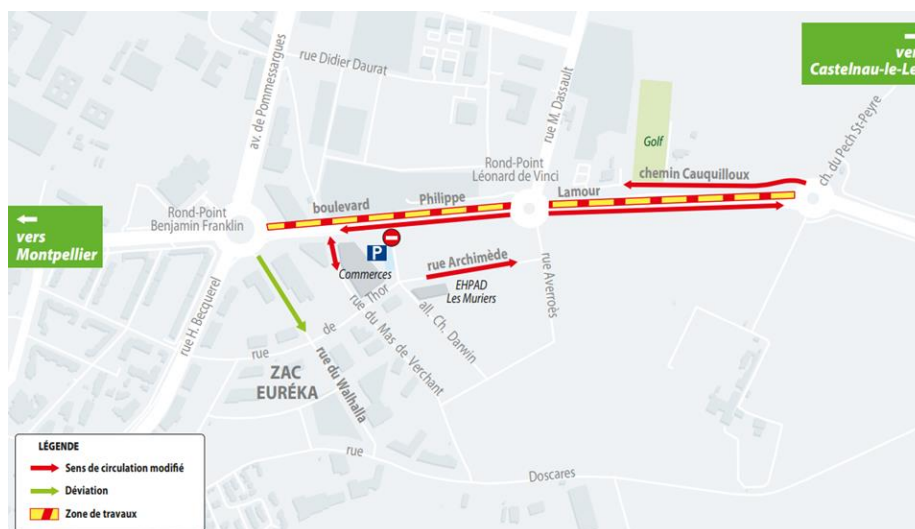 rue Didier Daurat
av. de Pommessargues
rue M. Dassault
ver
Castelnau-le-Le
ch. du Pech St-Peyre
Golf
Rond-Point
Léonard de Vinci
chemin Cauquilloux
Rond-Point
Benjamin Franklin
boulevard
Philippe
Lamour
vers
Montpellier
P
Commerces
rue Archimède
EHPAD
Les Muriers
rue Averroès
rue H. Becquerel
rue de Thor
all. Ch. Darwin
rue du Mas de Verchant
ZAC
EURÉKA
rue du Walhalla
rue
Doscares
LÉGENDE
Sens de circulation modifié
Déviation
Zone de travaux